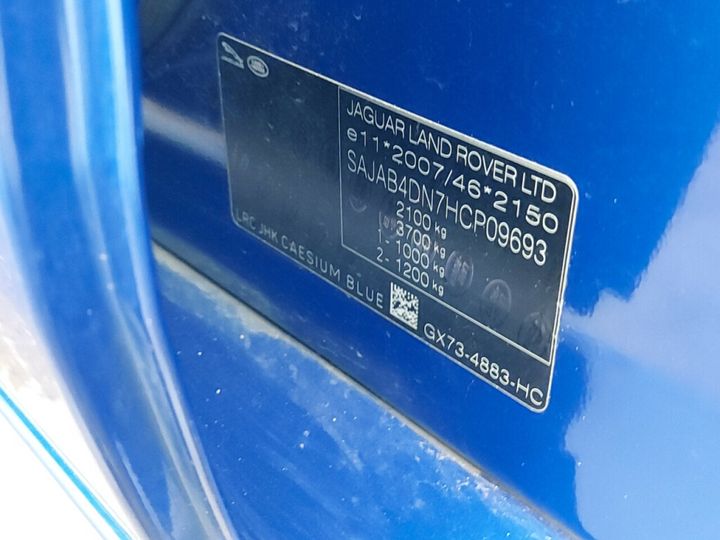 JAGUAR LAND ROVER LTD
e11*2007/46*2150
SAJAB4DN7HCP09693
2100 kg
3700 kg
1- 1000 kg
2- 1200 kg
LRC JHK CAESIUM BLUE
GX73-4883-HC